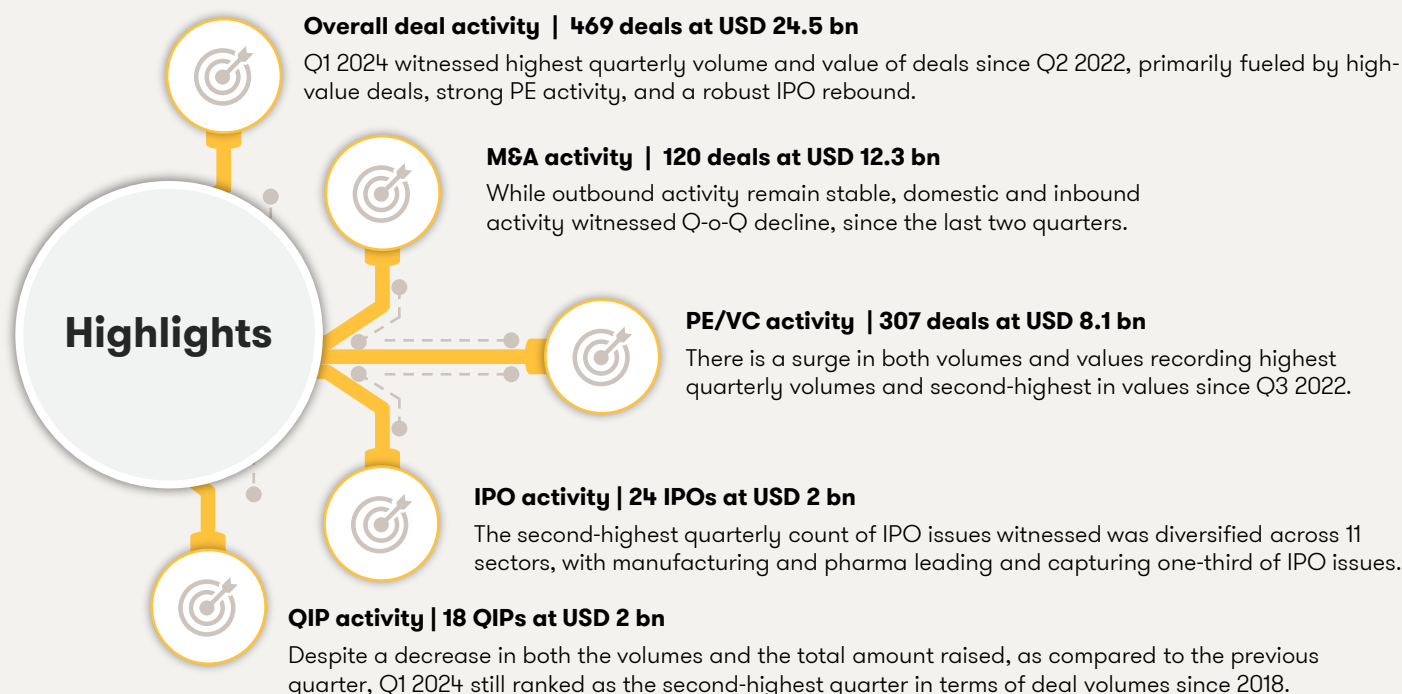 Overall deal activity | 469 deals at USD 24.5 bn
Q1 2024 witnessed highest quarterly volume and value of deals since Q2 2022, primarily fueled by high-
value deals, strong PE activity, and a robust IPO rebound.
M&A activity | 120 deals at USD 12.3 bn
While outbound activity remain stable, domestic and inbound
activity witnessed Q-o-Q decline, since the last two quarters.
Highlights
PE/VC activity | 307 deals at USD 8.1 bn
There is a surge in both volumes and values recording highest
quarterly volumes and second-highest in values since Q3 2022.
IPO activity | 24 IPOs at USD 2 bn
The second-highest quarterly count of IPO issues witnessed was diversified across 11
sectors, with manufacturing and pharma leading and capturing one-third of IPO issues.
QIP activity | 18 QIPs at USD 2 bn
Despite a decrease in both the volumes and the total amount raised, as compared to the previous
quarter, Q1 2024 still ranked as the second-highest quarter in terms of deal volumes since 2018.